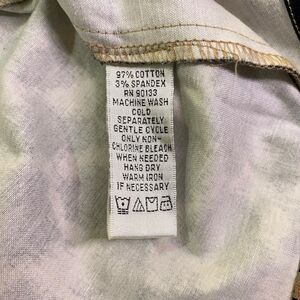 97% COTTON
3% SPANDEX
RN 90133
MACHINE WASH
COLD
SEPARATELY
GENTLE CYCLE
ONLY NON-
CHLORINE BLEACH
WHEN NEEDED
HANG DRY
WARM IRON
IF NECESSARY